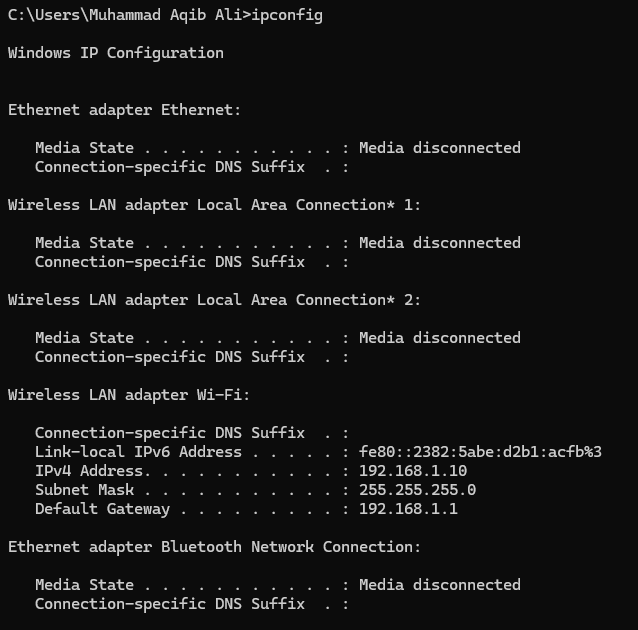 C:\Users\Muhammad Aqib Ali>ipconfig
Windows IP Configuration
Ethernet adapter Ethernet:
   Media State . . . . . . . . . . . : Media disconnected
   Connection-specific DNS Suffix  . :
Wireless LAN adapter Local Area Connection* 1:
   Media State . . . . . . . . . . . : Media disconnected
   Connection-specific DNS Suffix  . :
Wireless LAN adapter Local Area Connection* 2:
   Media State . . . . . . . . . . . : Media disconnected
   Connection-specific DNS Suffix  . :
Wireless LAN adapter Wi-Fi:
   Connection-specific DNS Suffix  . :
   Link-local IPv6 Address . . . . . : fe80::2382:5abe:d2b1:acfb%3
   IPv4 Address. . . . . . . . . . . : 192.168.1.10
   Subnet Mask . . . . . . . . . . . : 255.255.255.0
   Default Gateway . . . . . . . . . : 192.168.1.1
Ethernet adapter Bluetooth Network Connection:
   Media State . . . . . . . . . . . : Media disconnected
   Connection-specific DNS Suffix  . :